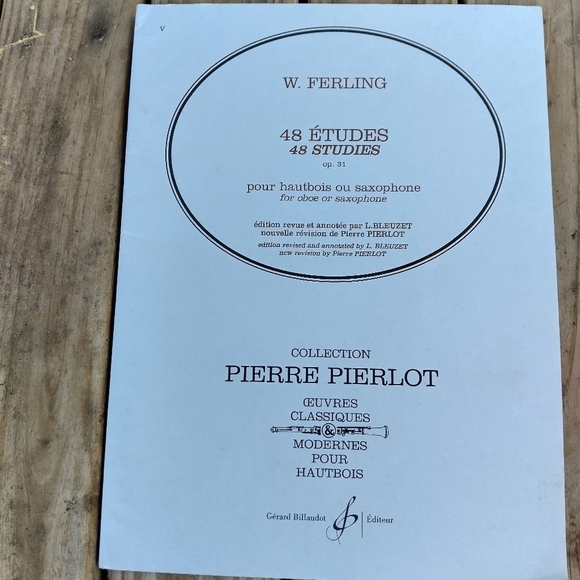 V
W. FERLING
48 ÉTUDES
48 STUDIES
op. 31
pour hautbois ou saxophone
for oboe or saxophone
édition revue et annotée par L.BLEUZET
nouvelle révision de Pierre PIERLOT
edition revised and annotated by L. BLEUZET
new revision by Pierre PIERLOT
COLLECTION
PIERRE PIERLOT
ŒUVRES
CLASSIQUES
&
MODERNES
POUR
HAUTBOIS
Gérard Billaudot Éditeur